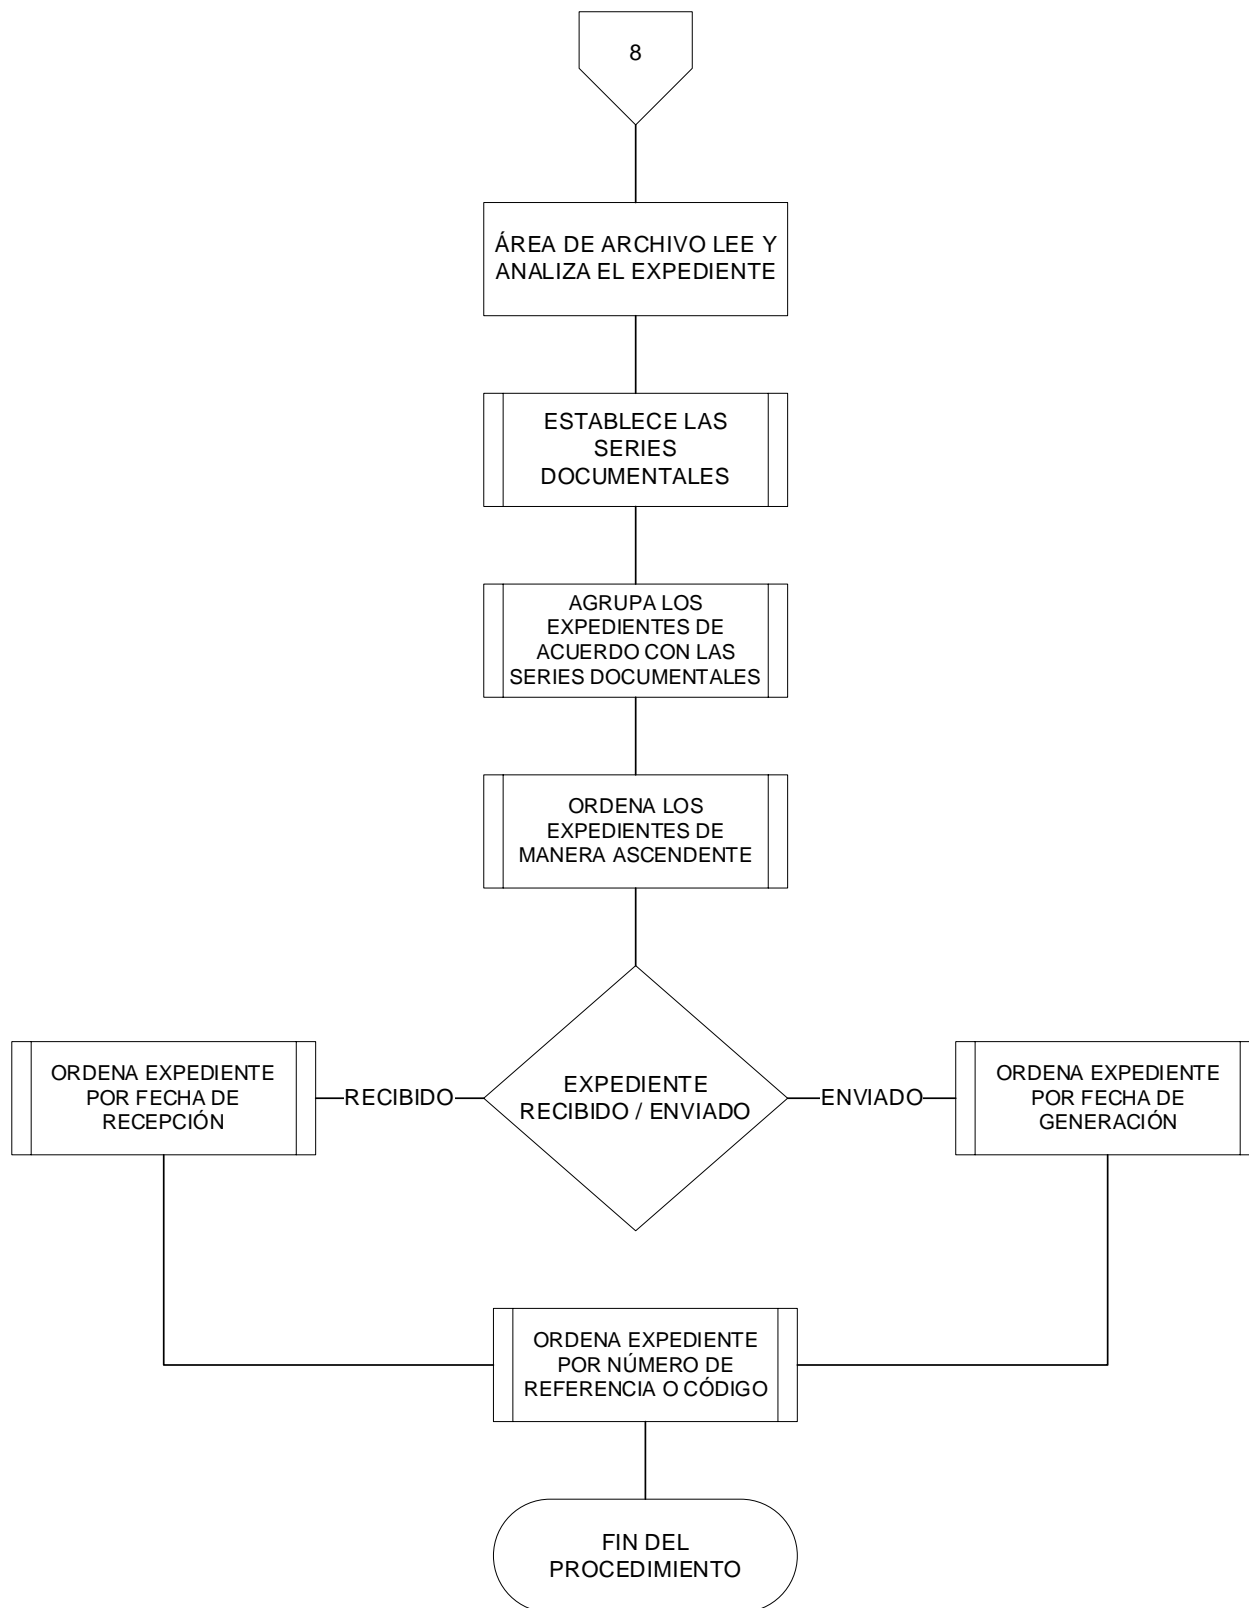 8
ÁREA DE ARCHIVO LEE Y
ANALIZA EL EXPEDIENTE
ESTABLECE LAS
SERIES
DOCUMENTALES
AGRUPA LOS
EXPEDIENTES DE
ACUERDO CON LAS
SERIES DOCUMENTALES
ORDENA LOS
EXPEDIENTES DE
MANERA ASCENDENTE
ORDENA EXPEDIENTE
POR FECHA DE
RECEPCIÓN
RECIBIDO
EXPEDIENTE
RECIBIDO / ENVIADO
ENVIADO
ORDENA EXPEDIENTE
POR FECHA DE
GENERACIÓN
ORDENA EXPEDIENTE
POR NÚMERO DE
REFERENCIA O CÓDIGO
FIN DEL
PROCEDIMIENTO